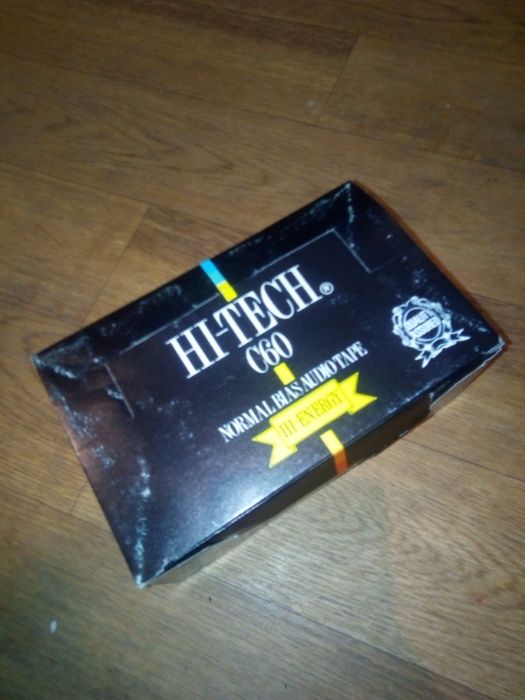 HI-TECH®
C60
NORMAL BIAS AUDIO TAPE
HI-ENERGY